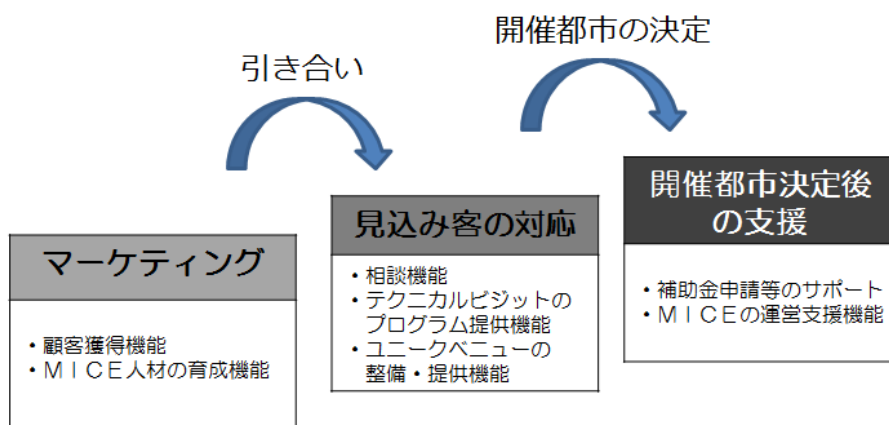 引き合い
開催都市の決定
マーケティング
・顧客獲得機能
・ＭＩＣＥ人材の育成機能
見込み客の対応
・相談機能
・テクニカルビジットの
プログラム提供機能
・ユニークベニューの
整備・提供機能
開催都市決定後
の支援
・補助金申請等のサポート
・ＭＩＣＥの運営支援機能